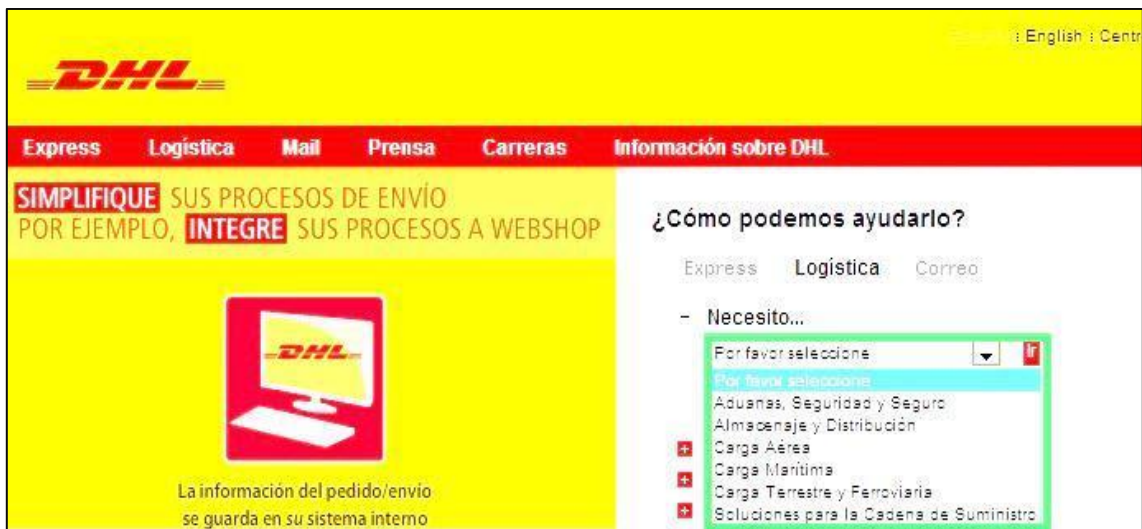 English : Centr
DHL
Express Logística Mail Prensa Carreras Información sobre DHL
SIMPLIFIQUE SUS PROCESOS DE ENVÍO
POR EJEMPLO, INTEGRE SUS PROCESOS A WEBSHOP
DHL
La información del pedido/envío
se guarda en su sistema interno
¿Cómo podemos ayudarlo?
Express Logística Correo
- Necesito...
Por favor seleccione Ir
Por favor seleccione
Aduanas, Seguridad y Seguro
Almacenaje y Distribución
Carga Aérea
Carga Marítima
Carga Terrestre y Ferroviaria
Soluciones para la Cadena de Suministro